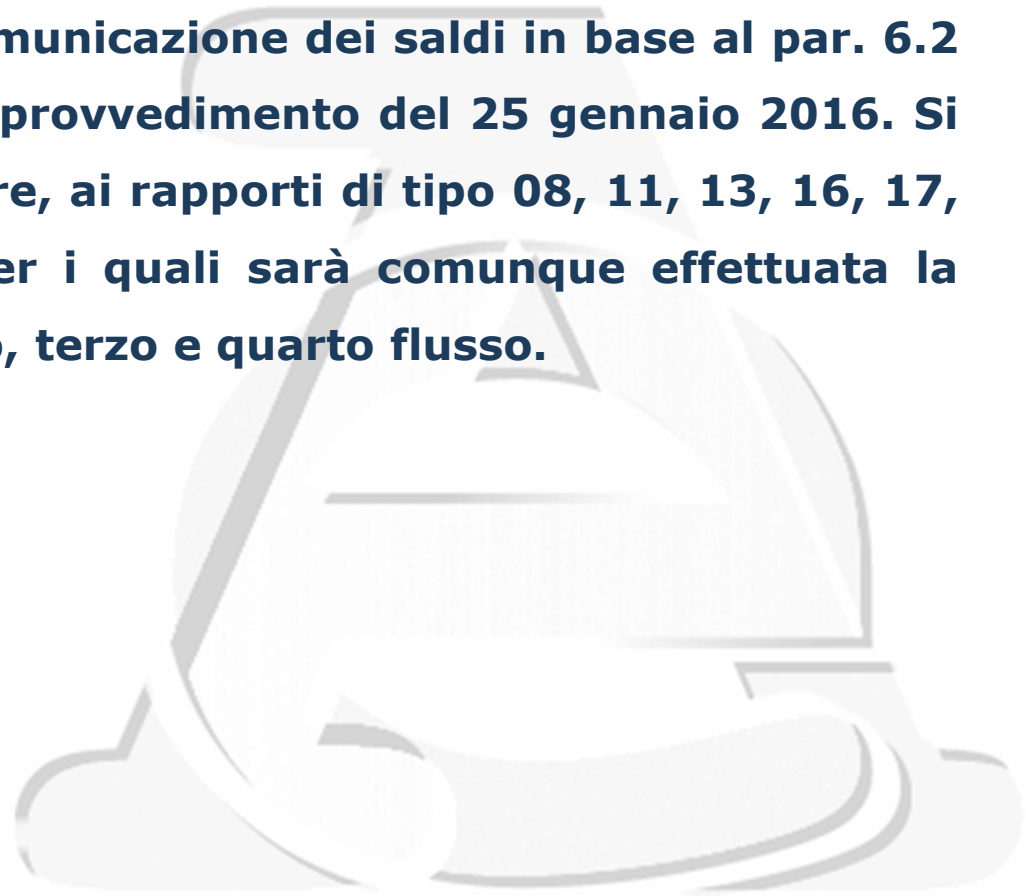 municazione dei saldi in base al par. 6.2
provvedimento del 25 gennaio 2016. Si
re, ai rapporti di tipo 08, 11, 13, 16, 17,
er i quali sarà comunque effettuata la
, terzo e quarto flusso.